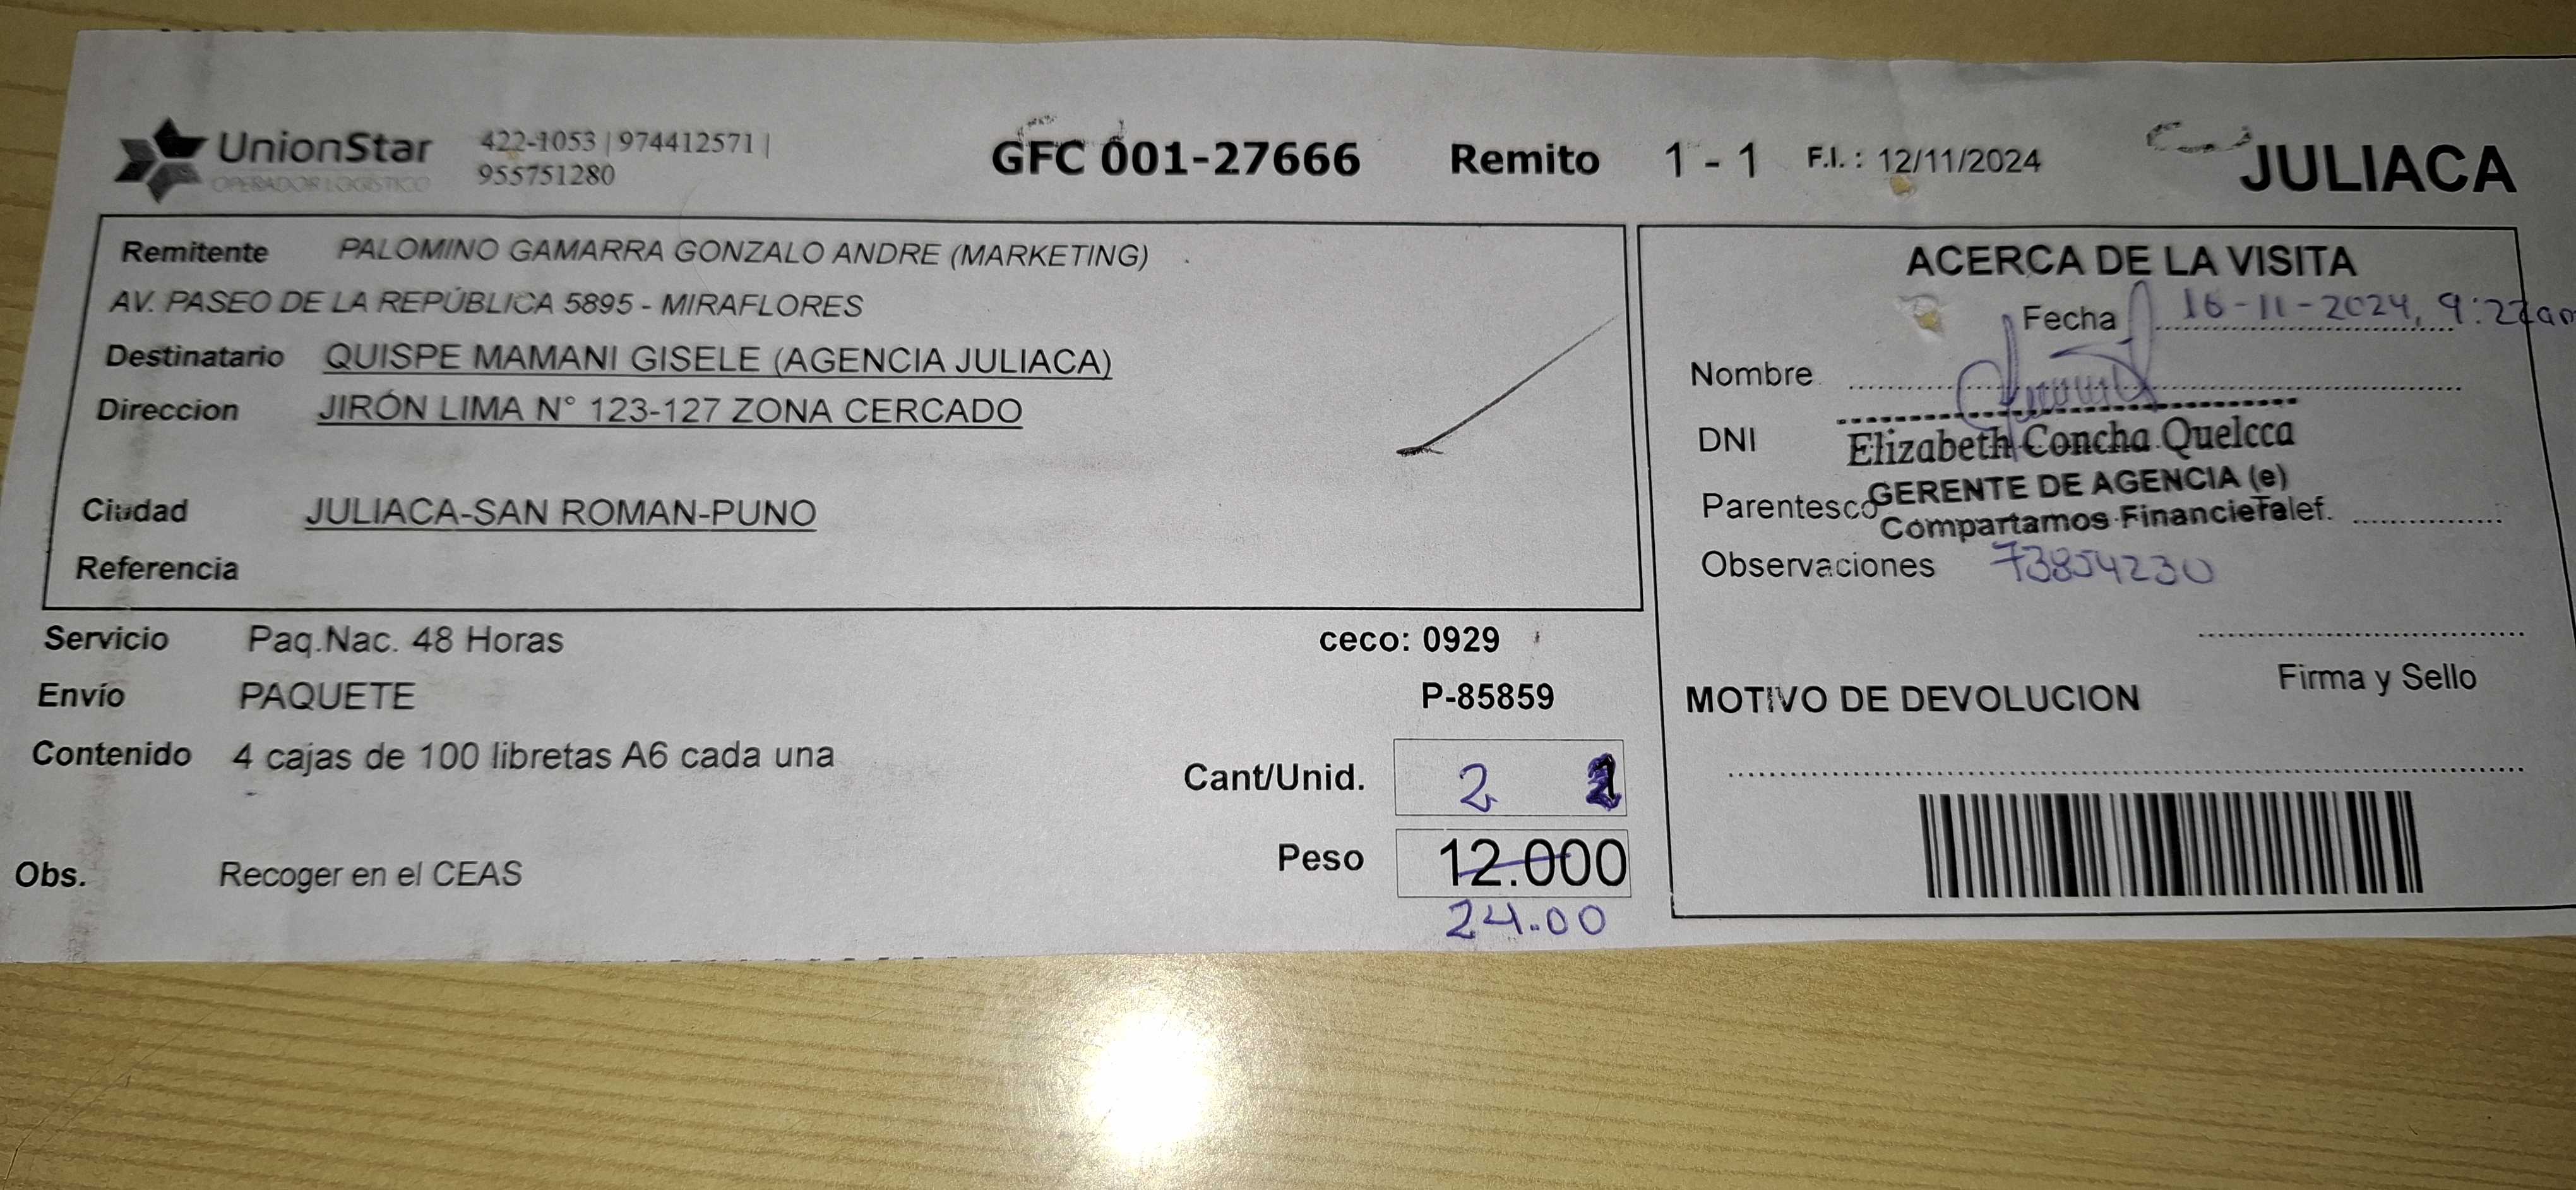 UnionStar
OPERADOR LOGÍSTICO
422-1053 | 974412571 |
955751280
GFC 001-27666 Remito 1 - 1 F.I. : 12/11/2024
JULIACA
Remitente PALOMINO GAMARRA GONZALO ANDRE (MARKETING)
AV. PASEO DE LA REPÚBLICA 5895 - MIRAFLORES
Destinatario QUISPE MAMANI GISELE (AGENCIA JULIACA)
Direccion JIRÓN LIMA N° 123-127 ZONA CERCADO
Ciudad JULIACA-SAN ROMAN-PUNO
Referencia
Servicio Paq.Nac. 48 Horas ceco: 0929
Envío PAQUETE P-85859
Contenido 4 cajas de 100 libretas A6 cada una
Cant/Unid. 2
Peso 12.000
24.00
Obs. Recoger en el CEAS
ACERCA DE LA VISITA
Fecha 16-11-2024, 9:22am
Nombre
DNI Elizabeth Concha Quelcca
Parentesco GERENTE DE AGENCIA (e)
Compartamos Financiera Telef.
Observaciones 73854230
Firma y Sello
MOTIVO DE DEVOLUCION